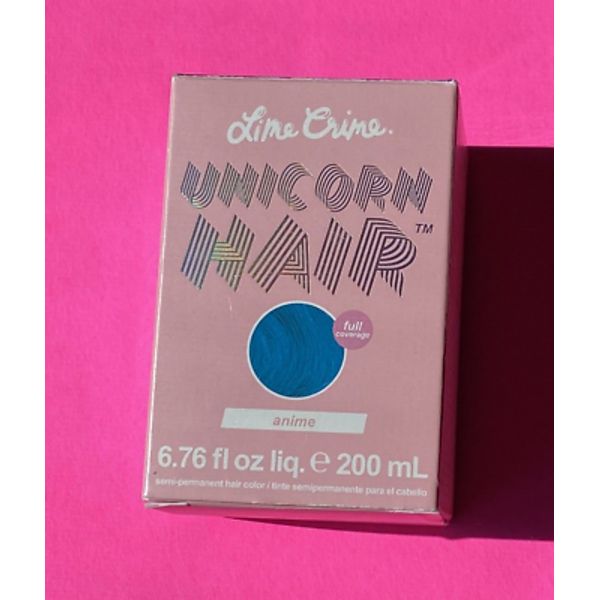 Lime Crime.
UNICORN
HAIR™
full
coverage
anime
6.76 fl oz liq. ℮ 200 mL
semi-permanent hair color / tinte semipermanente para el cabello